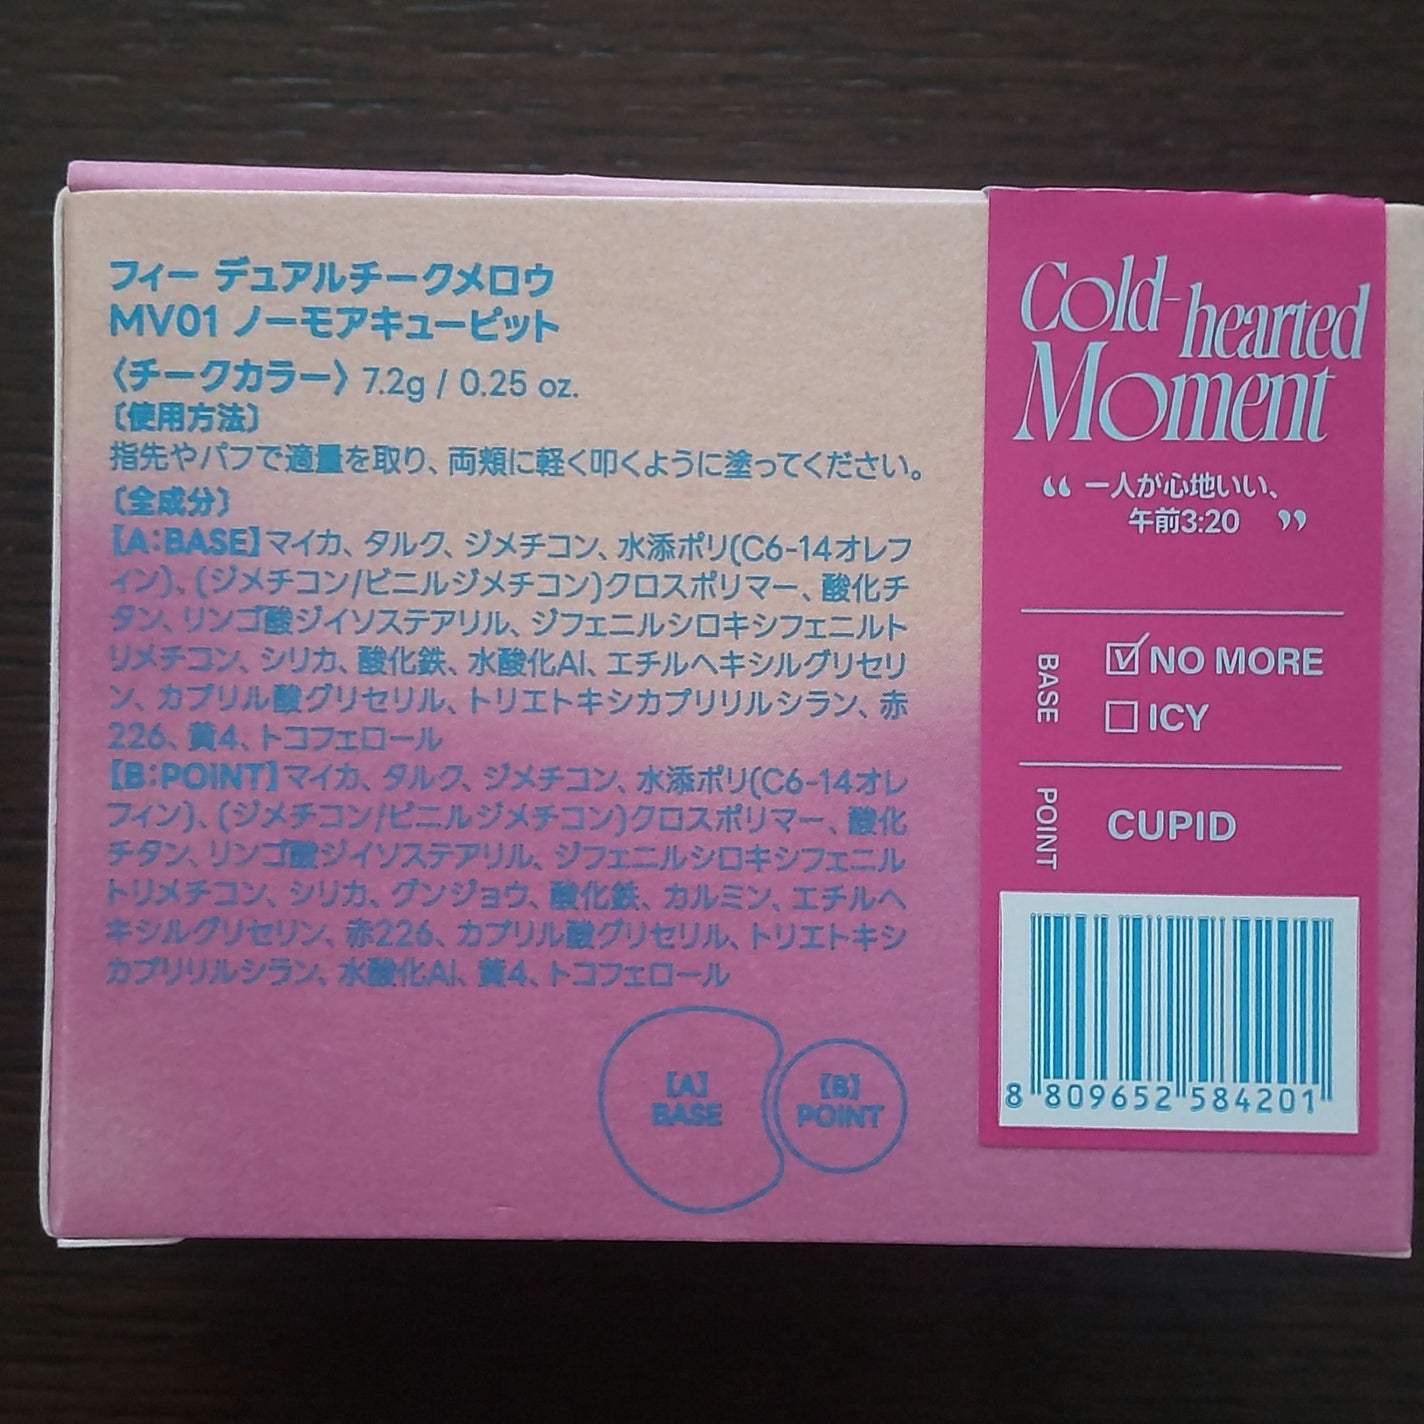 フィー デュアルチークメロウ
MV01 ノーモアキューピット
〈チークカラー〉 7.2g / 0.25 oz.
〔使用方法〕
指先やパフで適量を取り、両頬に軽く叩くように塗ってください。
〔全成分〕
【A:BASE】マイカ、タルク、ジメチコン、水添ポリ(C6-14オレフ
ィン)、(ジメチコン/ビニルジメチコン)クロスポリマー、酸化チ
タン、リンゴ酸ジイソステアリル、ジフェニルシロキシフェニルト
リメチコン、シリカ、酸化鉄、水酸化Al、エチルヘキシルグリセリ
ン、カプリル酸グリセリル、トリエトキシカプリリルシラン、赤
226、黄4、トコフェロール
【B:POINT】マイカ、タルク、ジメチコン、水添ポリ(C6-14オレ
フィン)、(ジメチコン/ビニルジメチコン)クロスポリマー、酸化
チタン、リンゴ酸ジイソステアリル、ジフェニルシロキシフェニル
トリメチコン、シリカ、グンジョウ、酸化鉄、カルミン、エチルヘ
キシルグリセリン、赤226、カプリル酸グリセリル、トリエトキシ
カプリリルシラン、水酸化Al、黄4、トコフェロール
【A】
BASE
【B】
POINT
Cold-hearted
Moment
“ 一人が心地いい、
午前3:20 ”
BASE
NO MORE
ICY
POINT
CUPID
8 809652 584201